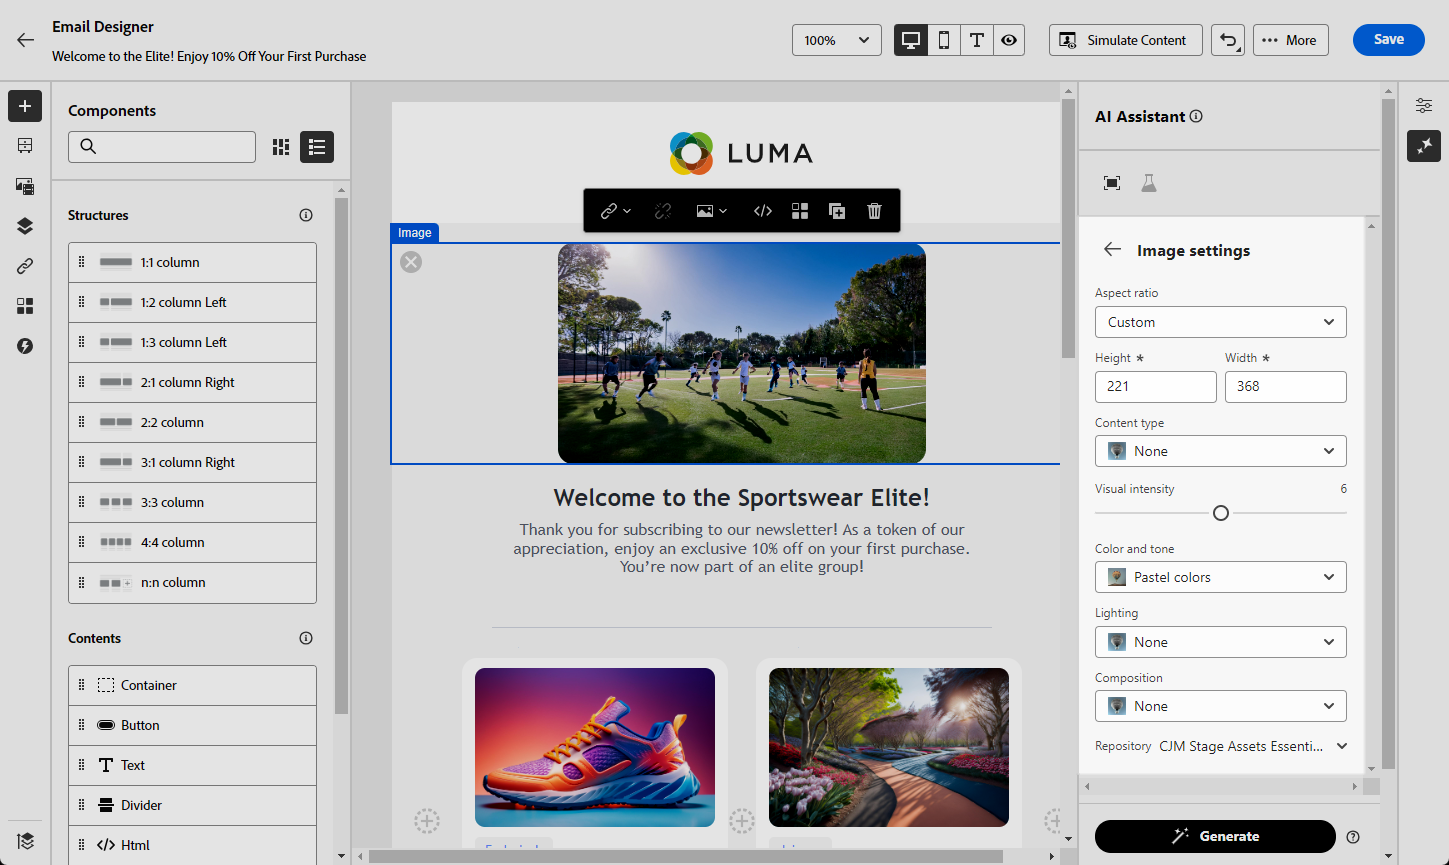 Email Designer
Welcome to the Elite! Enjoy 10% Off Your First Purchase
100%
Simulate Content
More
Save
Components
Structures
1:1 column
1:2 column Left
1:3 column Left
2:1 column Right
2:2 column
3:1 column Right
3:3 column
4:4 column
n:n column
Contents
Container
Button
Text
Divider
Html
LUMA
Image
Welcome to the Sportswear Elite!
Thank you for subscribing to our newsletter! As a token of our
appreciation, enjoy an exclusive 10% off on your first purchase.
You're now part of an elite group!
AI Assistant
Image settings
Aspect ratio
Custom
Height *
Width *
221
368
Content type
None
Visual intensity
6
Color and tone
Pastel colors
Lighting
None
Composition
None
Repository CJM Stage Assets Essenti...
Generate